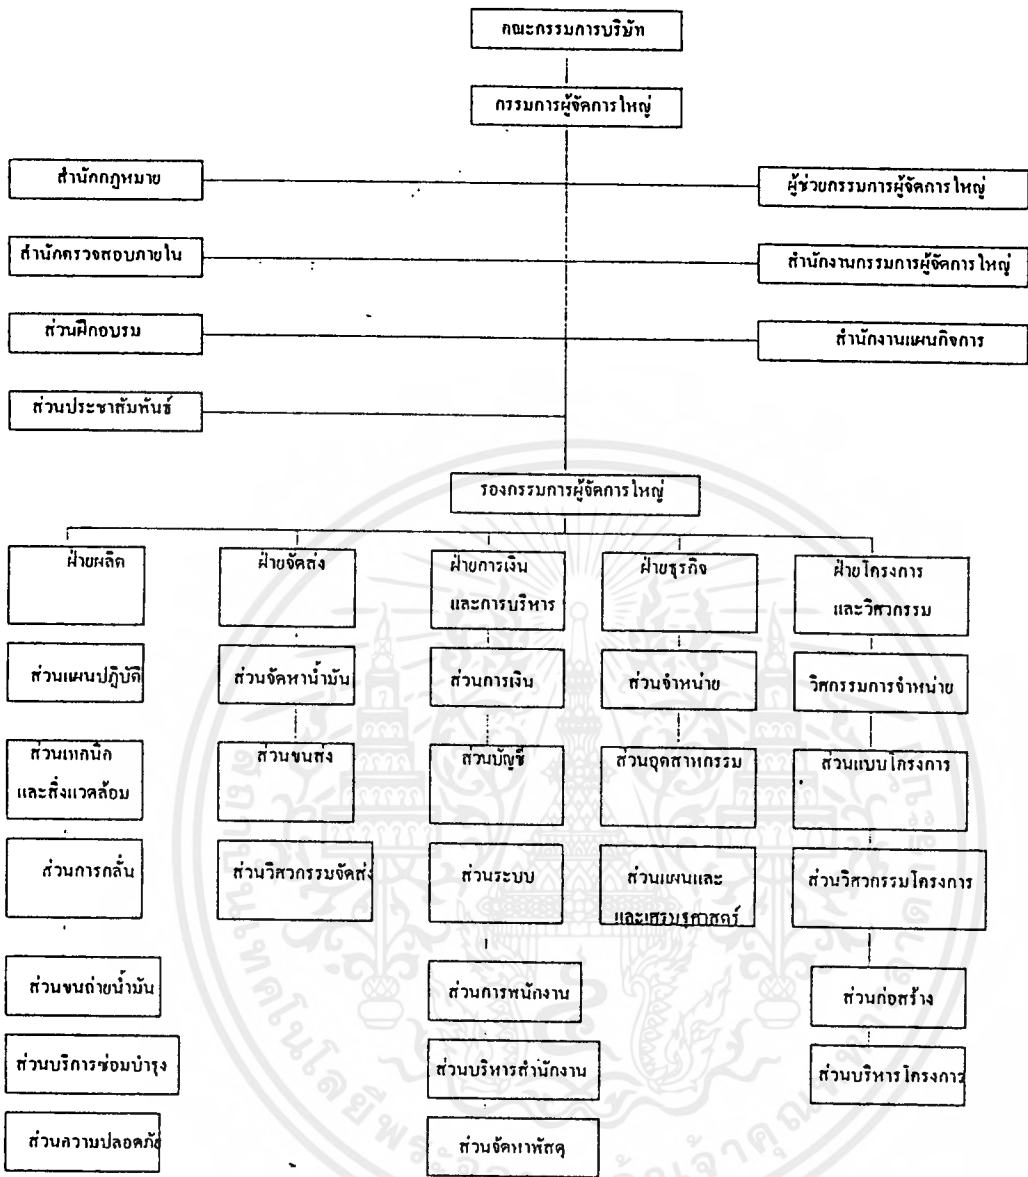 คณะกรรมการบริษัท
กรรมการผู้จัดการใหญ่
สำนักกฎหมาย
ผู้ช่วยกรรมการผู้จัดการใหญ่
สำนักตรวจสอบภายใน
สำนักงานกรรมการผู้จัดการใหญ่
ส่วนฝึกอบรม
สำนักงานแผนกิจการ
ส่วนประชาสัมพันธ์
รองกรรมการผู้จัดการใหญ่
ฝ่ายผลิต
ส่วนแผนปฎิบัติ
ส่วนเทคนิค
และสิ่งแวดล้อม
ส่วนการกลั่น
ส่วนขนถ่ายน้ำมัน
ส่วนบริการซ่อมบำรุง
ส่วนความปลอดภัย
ฝ่ายจัดส่ง
ส่วนจัดหาน้ำมัน
ส่วนขนส่ง
ส่วนวิศวกรรมจัดส่ง
ฝ่ายการเงิน
และการบริหาร
ส่วนการเงิน
ส่วนบัญชี
ส่วนระบบ
ส่วนการพนักงาน
ส่วนบริหารสำนักงาน
ส่วนจัดหาพัสดุ
ฝ่ายธุรกิจ
ส่วนจำหน่าย
ส่วนอุตสาหกรรม
ส่วนแผนและ
และเศรษฐศาสตร์
ฝ่ายโครงการ
และวิศวกรรม
วิศกรรมการจำหน่าย
ส่วนแบบโครงการ
ส่วนวิศวกรรมโครงการ
ส่วนก่อสร้าง
ส่วนบริหารโครงการ